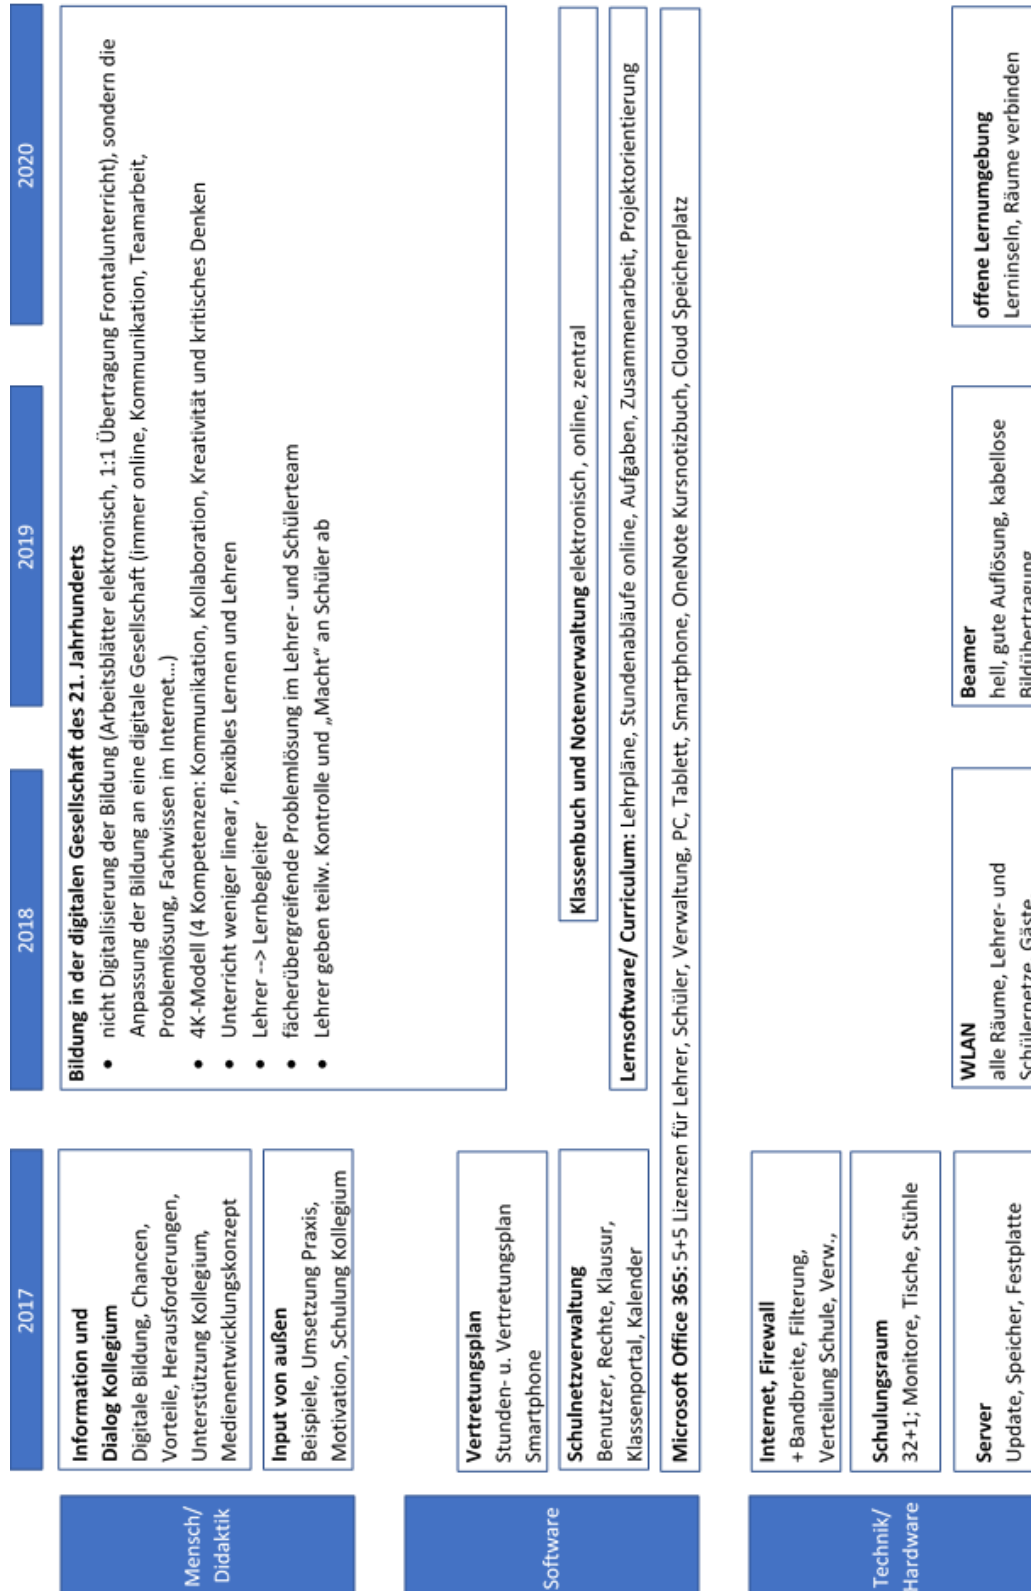 2017
2018
2019
2020
Mensch/
Didaktik
Information und
Dialog Kollegium
Digitale Bildung, Chancen,
Vorteile, Herausforderungen,
Unterstützung Kollegium,
Medienentwicklungskonzept
Input von außen
Beispiele, Umsetzung Praxis,
Motivation, Schulung Kollegium
Bildung in der digitalen Gesellschaft des 21. Jahrhunderts
• nicht Digitalisierung der Bildung (Arbeitsblätter elektronisch, 1:1 Übertragung Frontalunterricht), sondern die
Anpassung der Bildung an eine digitale Gesellschaft (immer online, Kommunikation, Teamarbeit,
Problemlösung, Fachwissen im Internet...)
• 4K-Modell (4 Kompetenzen: Kommunikation, Kollaboration, Kreativität und kritisches Denken
• Unterricht weniger linear, flexibles Lernen und Lehren
• Lehrer --> Lernbegleiter
• fächerübergreifende Problemlösung im Lehrer- und Schülerteam
• Lehrer geben teilw. Kontrolle und „Macht“ an Schüler ab
Software
Vertretungsplan
Stunden- u. Vertretungsplan
Smartphone
Schulnetzverwaltung
Benutzer, Rechte, Klausur,
Klassenportal, Kalender
Klassenbuch und Notenverwaltung elektronisch, online, zentral
Lernsoftware/ Curriculum: Lehrpläne, Stundenabläufe online, Aufgaben, Zusammenarbeit, Projektorientierung
Microsoft Office 365: 5+5 Lizenzen für Lehrer, Schüler, Verwaltung, PC, Tablett, Smartphone, OneNote Kursnotizbuch, Cloud Speicherplatz
Technik/
Hardware
Internet, Firewall
+ Bandbreite, Filterung,
Verteilung Schule, Verw.,
Schulungsraum
32+1; Monitore, Tische, Stühle
Server
Update, Speicher, Festplatte
WLAN
alle Räume, Lehrer- und
Schülernetze, Gäste
Beamer
hell, gute Auflösung, kabellose
Bildübertragung
offene Lernumgebung
Lerninseln, Räume verbinden